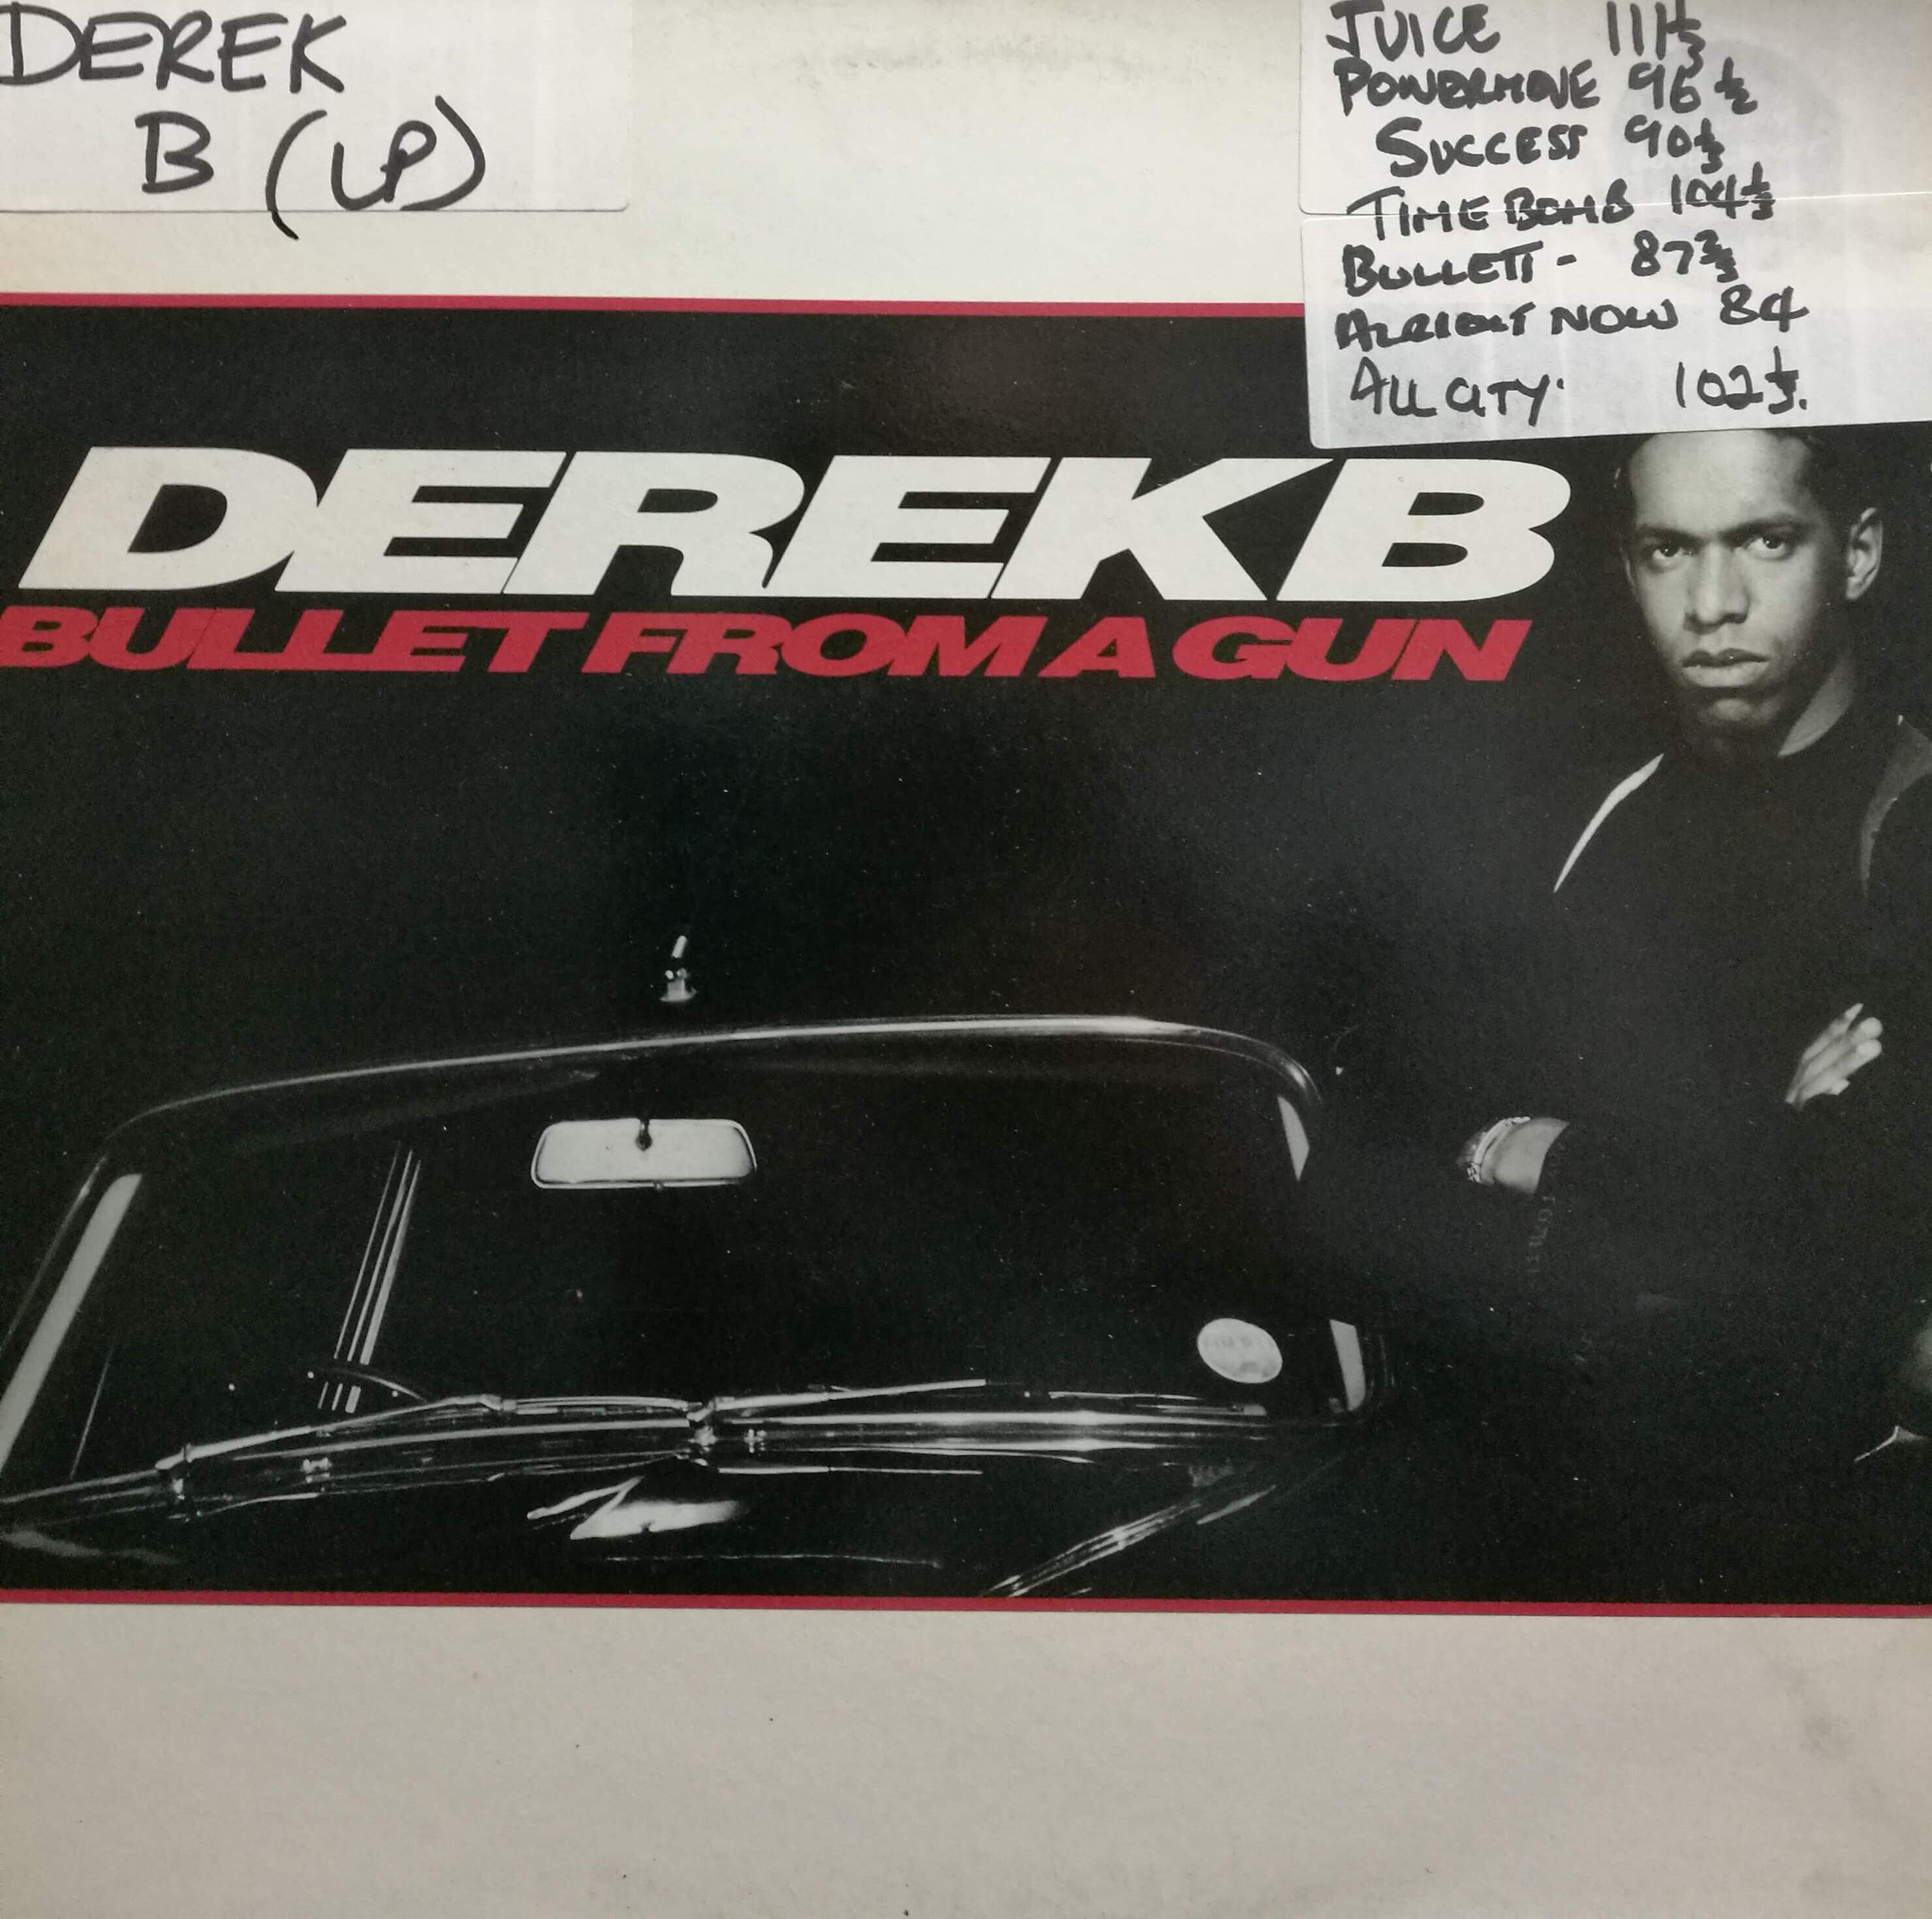 DEREK
B (LP)
JUICE 111⅓
POWERMOVE 96½
SUCCESS 90⅓
TIME BOMB 104⅓
BULLETT - 87⅔
ALRIGHT NOW 84
ALL CITY. 102⅓.
DEREK B
BULLET FROM A GUN